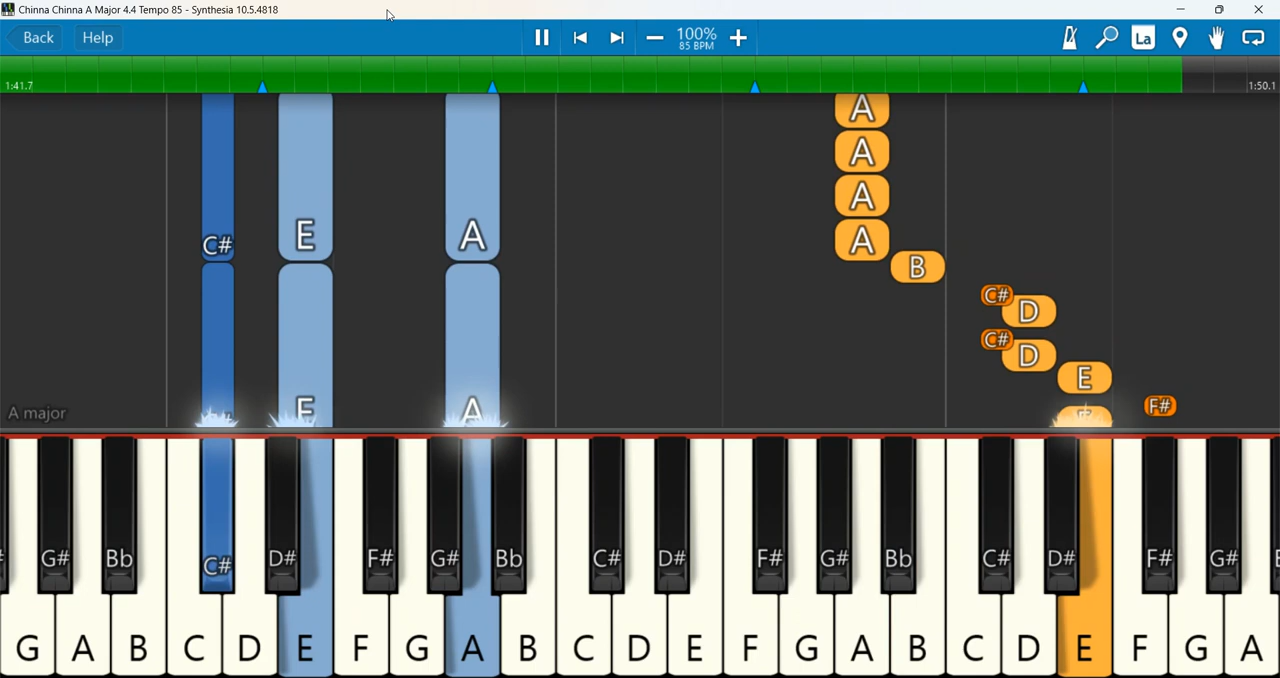 Chinna Chinna A Major 4.4 Tempo 85 - Synthesia 10.5.4818
Back Help 100% La
85 BPM
1:41.7 1:50.1
A
A
A
C# E A A
B
C# D
C# D
E
A major E A E F#
G# Bb C# D# F# G# Bb C# D# F# G# Bb C# D# F# G#
G A B C D E F G A B C D E F G A B C D E F G A